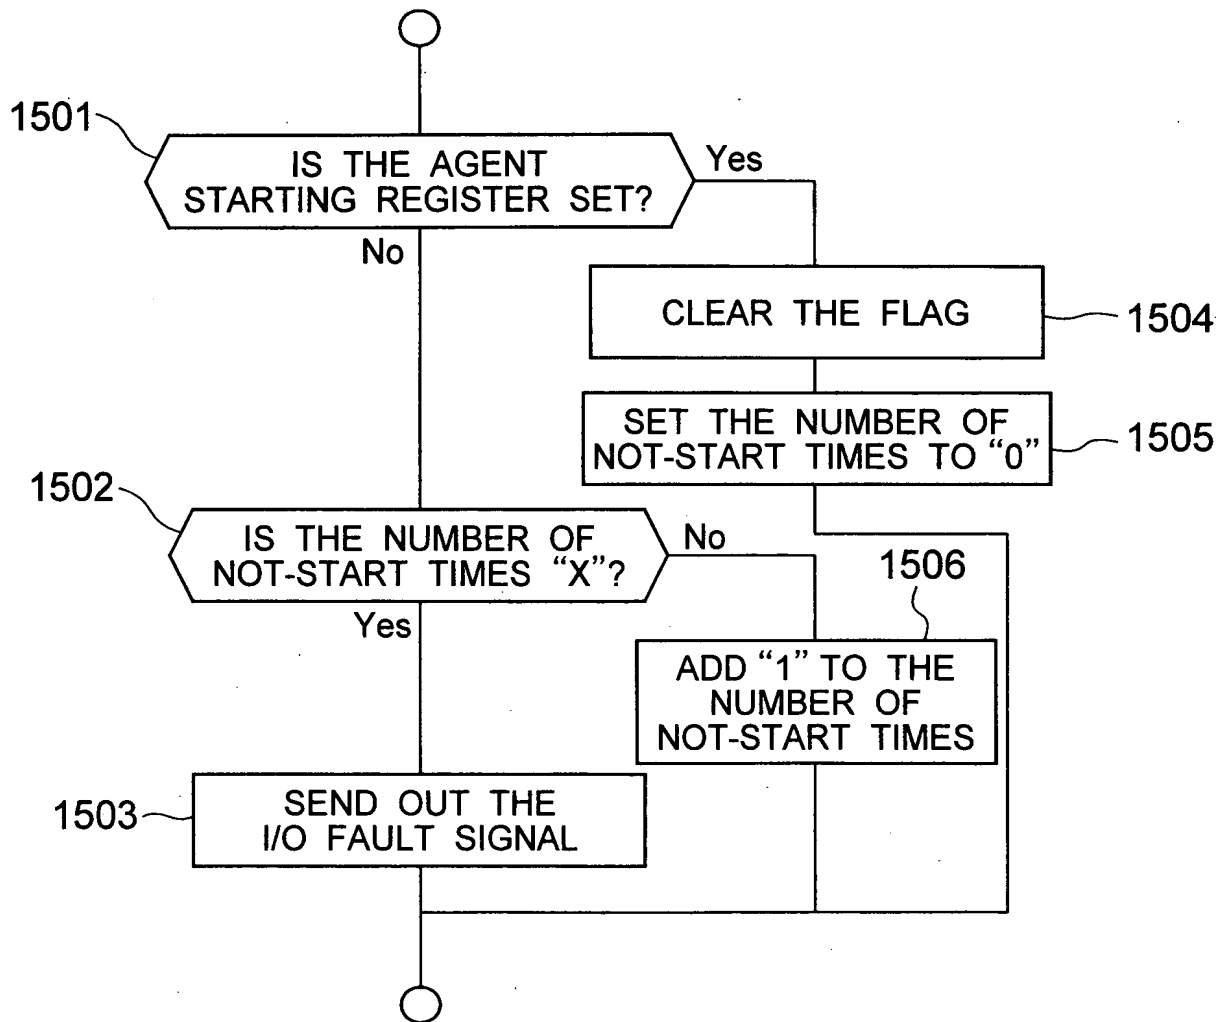 1501
IS THE AGENT
STARTING REGISTER SET?
Yes
No
CLEAR THE FLAG
1504
SET THE NUMBER OF
NOT-START TIMES TO “0”
1505
1502
IS THE NUMBER OF
NOT-START TIMES “X”?
No
Yes
1506
ADD “1” TO THE
NUMBER OF
NOT-START TIMES
1503
SEND OUT THE
I/O FAULT SIGNAL